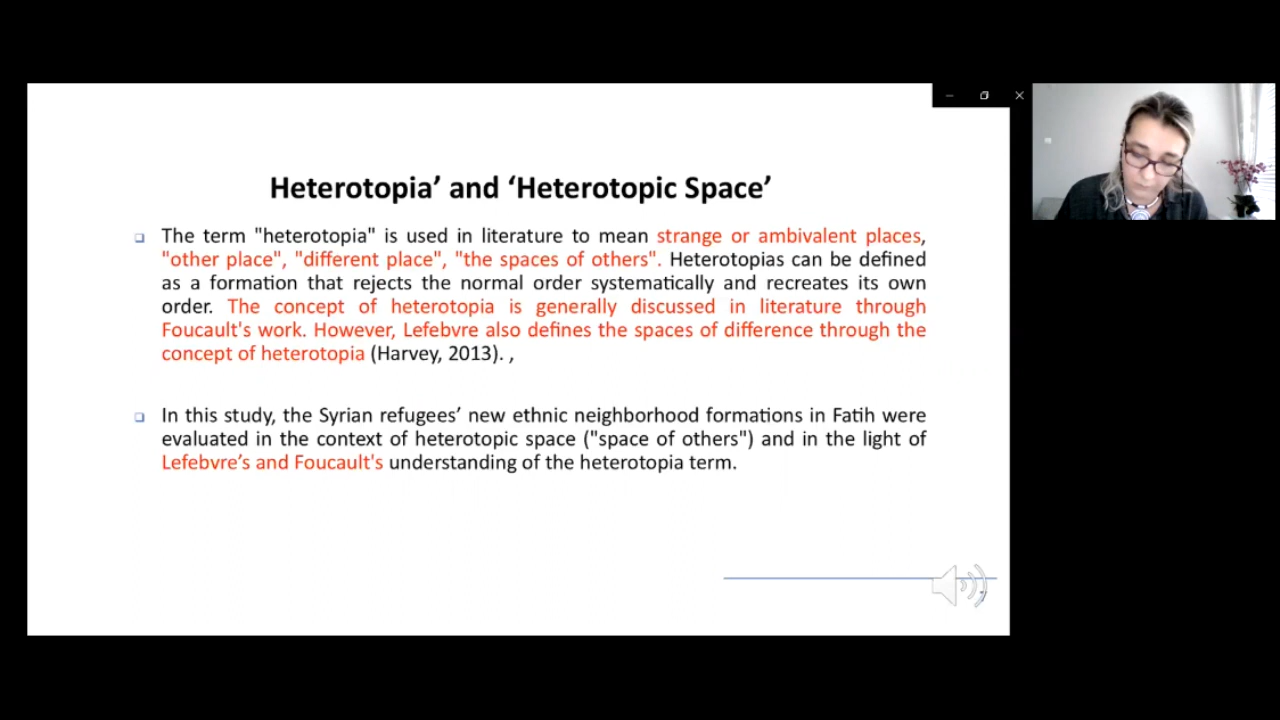 Heterotopia’ and ‘Heterotopic Space’
The term "heterotopia" is used in literature to mean strange or ambivalent places,
"other place", "different place", "the spaces of others". Heterotopias can be defined
as a formation that rejects the normal order systematically and recreates its own
order. The concept of heterotopia is generally discussed in literature through
Foucault's work. However, Lefebvre also defines the spaces of difference through the
concept of heterotopia (Harvey, 2013). ,
In this study, the Syrian refugees’ new ethnic neighborhood formations in Fatih were
evaluated in the context of heterotopic space ("space of others") and in the light of
Lefebvre’s and Foucault's understanding of the heterotopia term.